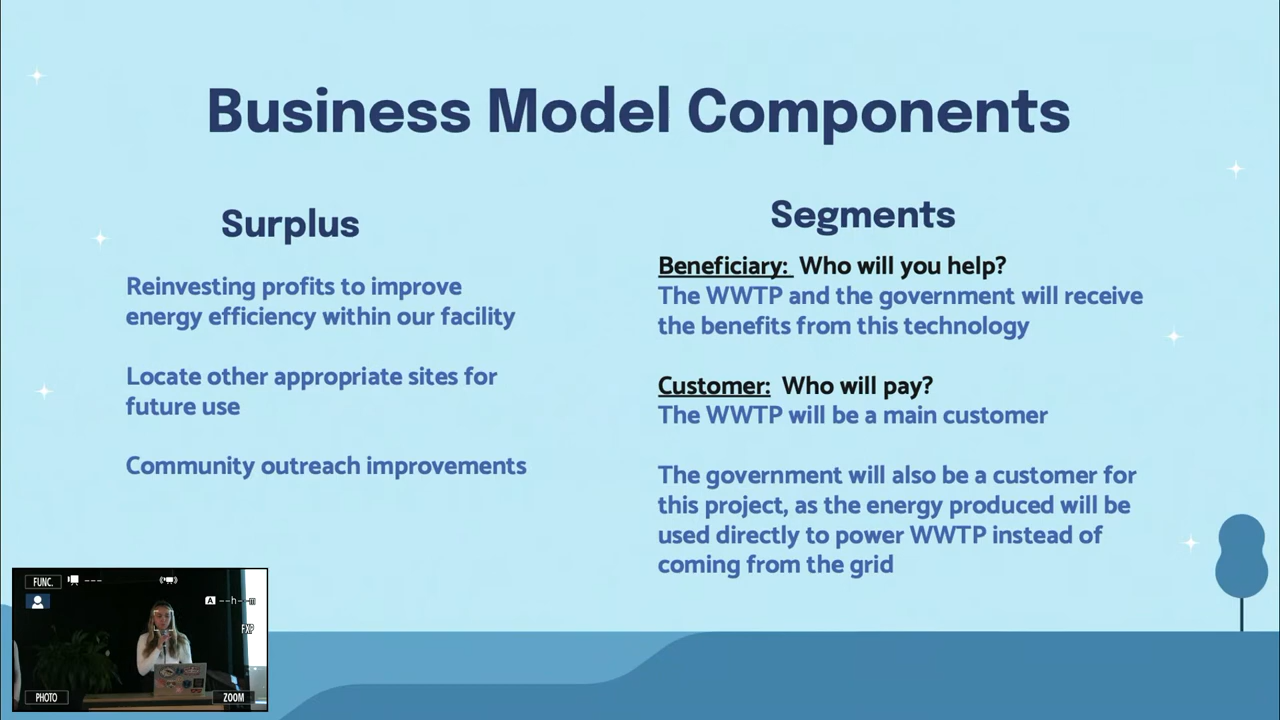 Business Model Components
Surplus
Reinvesting profits to improve
energy efficiency within our facility
Locate other appropriate sites for
future use
Community outreach improvements
Segments
Beneficiary: Who will you help?
The WWTP and the government will receive
the benefits from this technology
Customer: Who will pay?
The WWTP will be a main customer
The government will also be a customer for
this project, as the energy produced will be
used directly to power WWTP instead of
coming from the grid
FUNC.
---
A --h--m
FXP
PHOTO
ZOOM